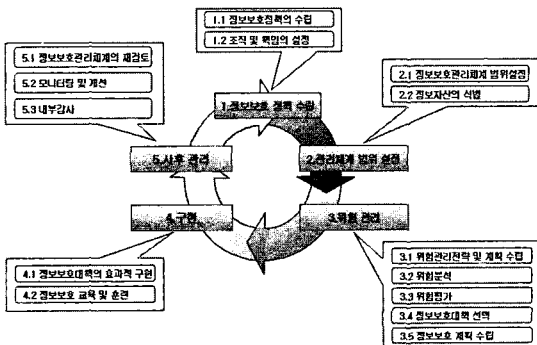 1.1 정보보호정책의 수립
1.2 조직 및 책임의 설정
1.정보보호 정책 수립
2.1 정보보호관리체계 범위설정
2.2 정보자산의 식별
2.관리체계 범위 설정
3.위험 관리
3.1 위험관리전략 및 계획 수립
3.2 위험분석
3.3 위험평가
3.4 정보보호대책 선택
3.5 정보보호 계획 수립
4.구현
4.1 정보보호대책의 효과적 구현
4.2 정보보호 교육 및 훈련
5.사후 관리
5.1 정보보호관리체계의 재검토
5.2 모니터링 및 개선
5.3 내부감사